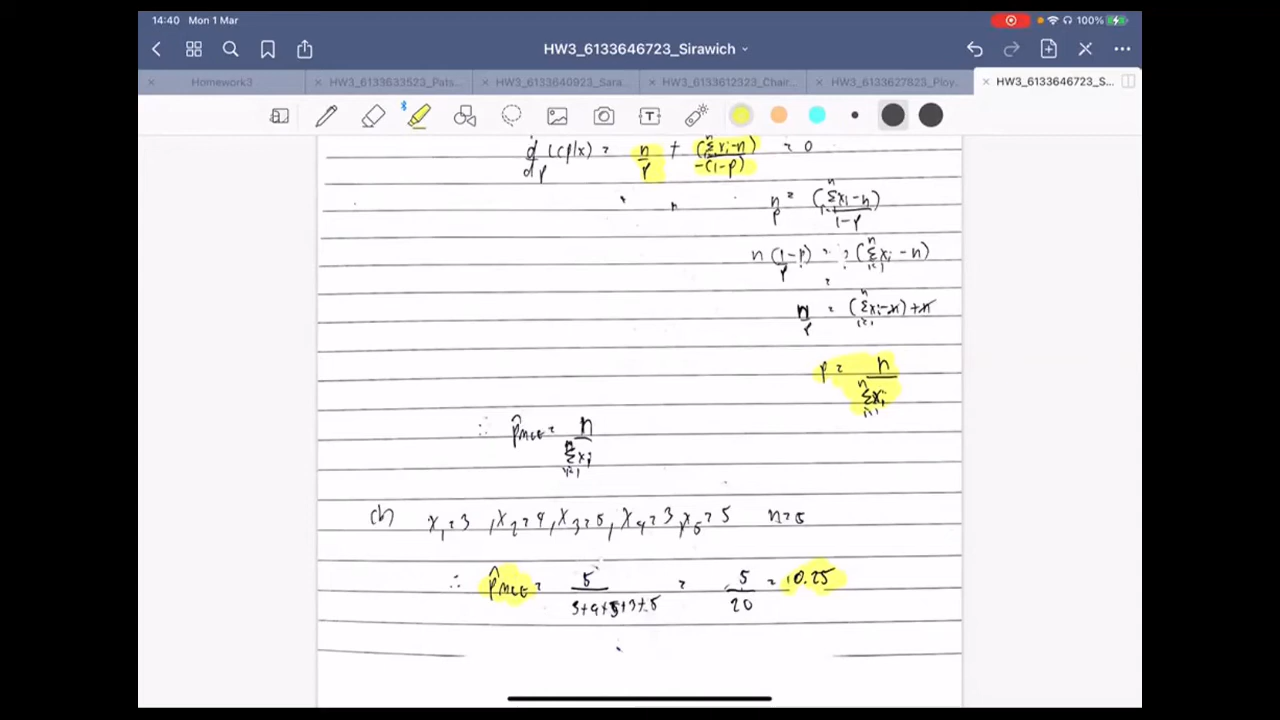 14:40 Mon 1 Mar
100%
HW3_6133646723_Sirawich
Homework3
HW3_6133633523_Pats...
HW3_6133640923_Sara...
HW3_6133612323_Chair...
HW3_6133627823_Ploy...
HW3_6133646723_S...
d/dp l(p|x) = n/p + (Σxi-n)/-(1-p) = 0
n/p = (Σxi-n)/1-p
n(1-p)/p = (Σxi - n)
n/p = (Σxi-n)+n
p = n/Σxi
∴ p̂MLE = n/Σxi
(b) x1=3, x2=4, x3=5, x4=3, x5=5 n=5
∴ p̂MLE = 5/3+4+5+3+5 = 5/20 = 0.25